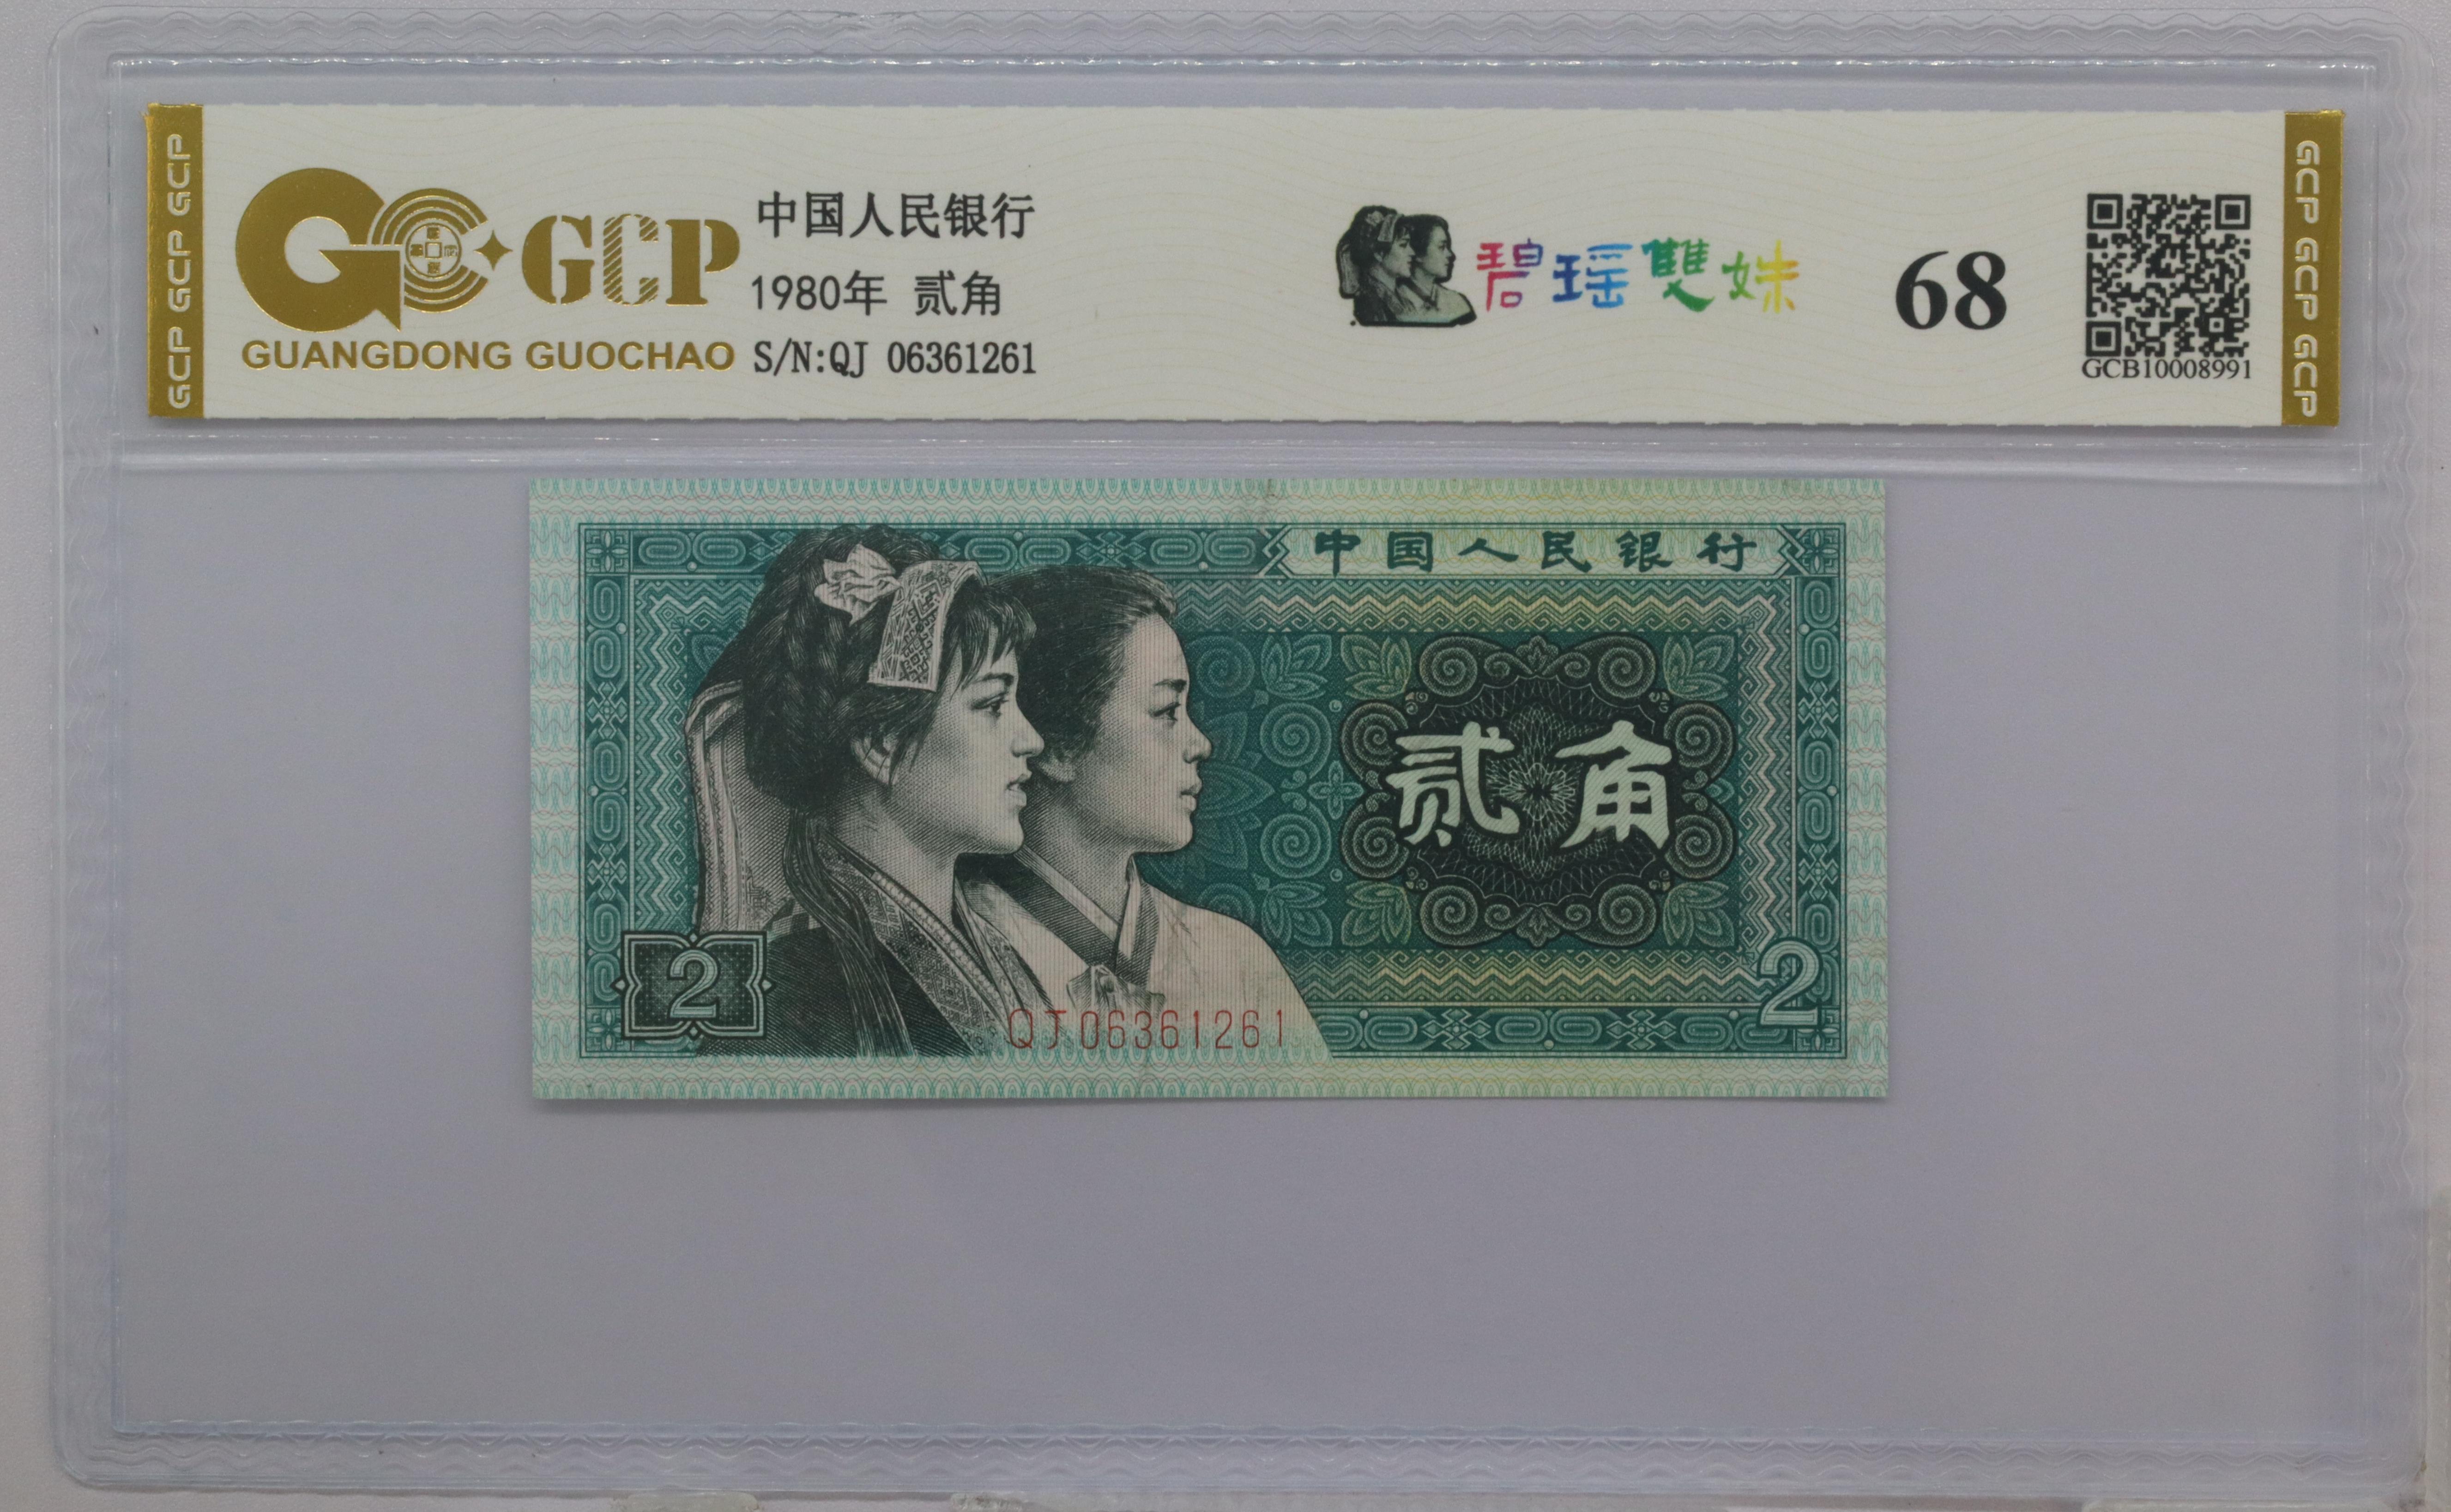 GCP GCP GCP
GCP
GUANGDONG GUOCHAO
中国人民银行
1980年 贰角
S/N:QJ 06361261
碧瑶雙妹
68
GCB10008991
GCP GCP GCP
中国人民银行
贰角
2
2
QJ06361261